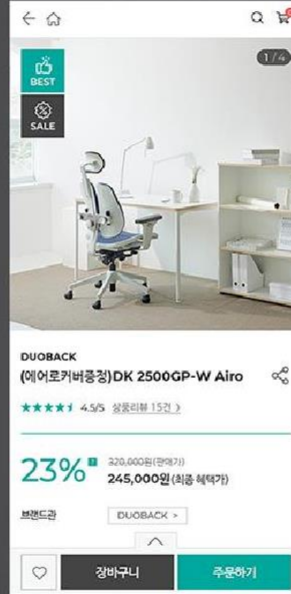 1/4
BEST
SALE
DUOBACK
(에어로커버증정)DK 2500GP-W Airo
4.5/5 상품리뷰 15건 >
23% 320,000원(판매가)
245,000원(최종 혜택가)
브랜드관 DUOBACK >
장바구니 주문하기